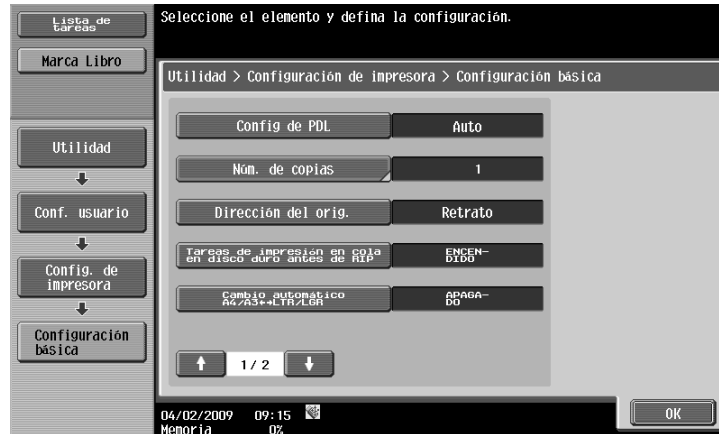 Lista de
tareas
Marca Libro
Utilidad
Conf. usuario
Config. de
impresora
Configuración
básica
Seleccione el elemento y defina la configuración.
Utilidad > Configuración de impresora > Configuración básica
Config de PDL
Auto
Núm. de copias
1
Dirección del orig.
Retrato
Tareas de impresión en cola
en disco duro antes de RIP
ENCEN-
DIDO
Cambio automático
A4/A3↔LTR/LGR
APAGA-
DO
1/ 2
04/02/2009 09:15
Memoria 0%
OK